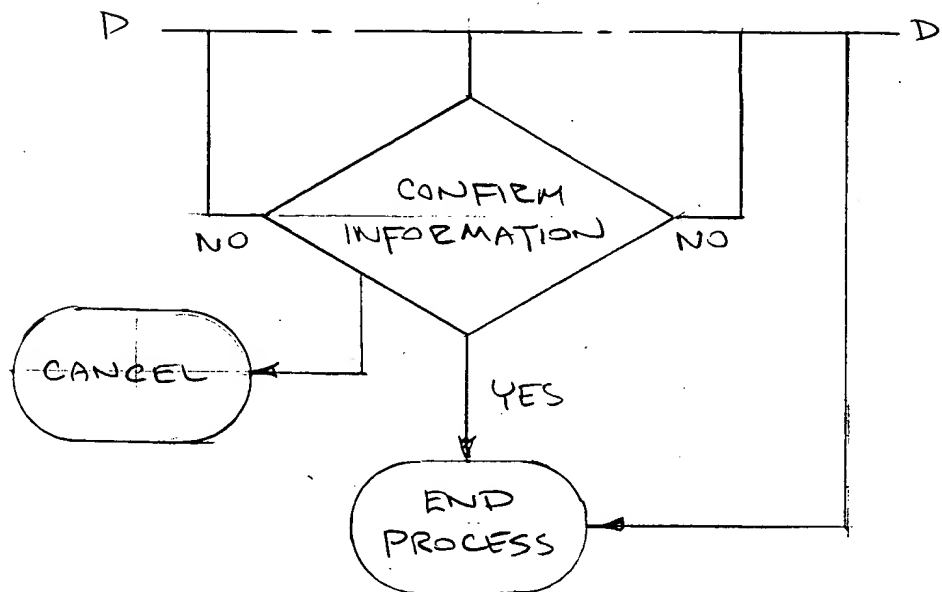 D
D
CONFIRM
INFORMATION
NO
NO
CANCEL
YES
END
PROCESS